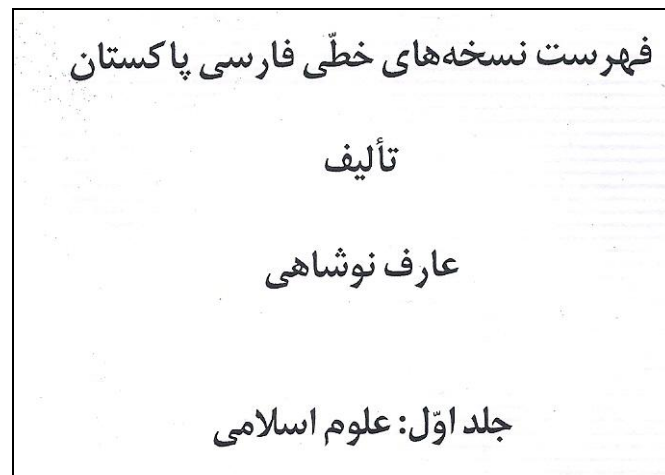 فهرست نسخه‌های خطّی فارسی پاکستان
تألیف
عارف نوشاهی
جلد اوّل: علوم اسلامی